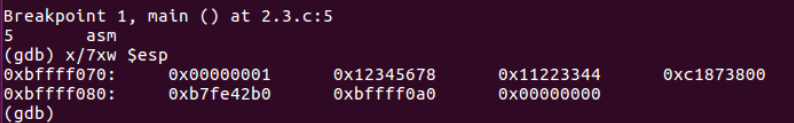 Breakpoint 1, main () at 2.3.c:5
5 asm
(gdb) x/7xw $esp
0xbffff070: 0x00000001 0x12345678 0x11223344 0xc1873800
0xbffff080: 0xb7fe42b0 0xbffff0a0 0x00000000
(gdb)